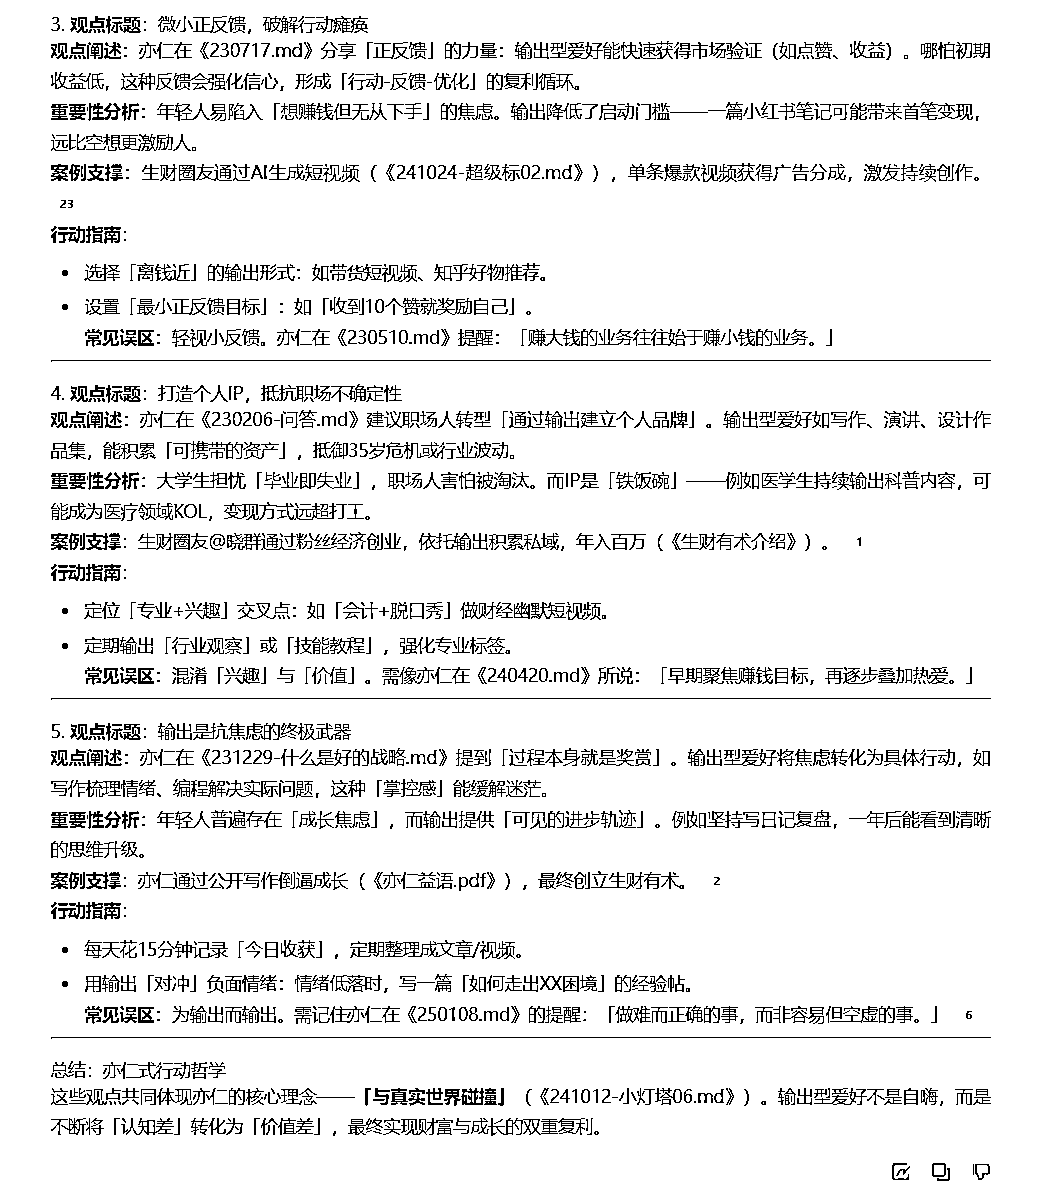 3. 观点标题：微小正反馈，破解行动瘫痪
观点阐述：亦仁在《230717.md》分享「正反馈」的力量：输出型爱好能快速获得市场验证（如点赞、收益）。哪怕初期
收益低，这种反馈会强化信心，形成「行动-反馈-优化」的复利循环。
重要性分析：年轻人易陷入「想赚钱但无从下手」的焦虑。输出降低了启动门槛——一篇小红书笔记可能带来首笔变现，
远比空想更激励人。
案例支撑：生财圈友通过AI生成短视频（《241024-超级标02.md》），单条爆款视频获得广告分成，激发持续创作。
23
行动指南：
• 选择「离钱近」的输出形式：如带货短视频、知乎好物推荐。
• 设置「最小正反馈目标」：如「收到10个赞就奖励自己」。
常见误区：轻视小反馈。亦仁在《230510.md》提醒：「赚大钱的业务往往始于赚小钱的业务。」
4. 观点标题：打造个人IP，抵抗职场不确定性
观点阐述：亦仁在《230206-问答.md》建议职场人转型「通过输出建立个人品牌」。输出型爱好如写作、演讲、设计作
品集，能积累「可携带的资产」，抵御35岁危机或行业波动。
重要性分析：大学生担忧「毕业即失业」，职场人害怕被淘汰。而IP是「铁饭碗」——例如医学生持续输出科普内容，可
能成为医疗领域KOL，变现方式远超打工。
案例支撑：生财圈友@晓群通过粉丝经济创业，依托输出积累私域，年入百万（《生财有术介绍》）。 1
行动指南：
• 定位「专业+兴趣」交叉点：如「会计+脱口秀」做财经幽默短视频。
• 定期输出「行业观察」或「技能教程」，强化专业标签。
常见误区：混淆「兴趣」与「价值」。需像亦仁在《240420.md》所说：「早期聚焦赚钱目标，再逐步叠加热爱。」
5. 观点标题：输出是抗焦虑的终极武器
观点阐述：亦仁在《231229-什么是好的战略.md》提到「过程本身就是奖赏」。输出型爱好将焦虑转化为具体行动，如
写作梳理情绪、编程解决实际问题，这种「掌控感」能缓解迷茫。
重要性分析：年轻人普遍存在「成长焦虑」，而输出提供「可见的进步轨迹」。例如坚持写日记复盘，一年后能看到清晰
的思维升级。
案例支撑：亦仁通过公开写作倒逼成长（《亦仁益语.pdf》），最终创立生财有术。 2
行动指南：
• 每天花15分钟记录「今日收获」，定期整理成文章/视频。
• 用输出「对冲」负面情绪：情绪低落时，写一篇「如何走出XX困境」的经验帖。
常见误区：为输出而输出。需记住亦仁在《250108.md》的提醒：「做难而正确的事，而非容易但空虚的事。」 6
总结：亦仁式行动哲学
这些观点共同体现亦仁的核心理念——「与真实世界碰撞」（《241012-小灯塔06.md》）。输出型爱好不是自嗨，而是
不断将「认知差」转化为「价值差」，最终实现财富与成长的双重复利。